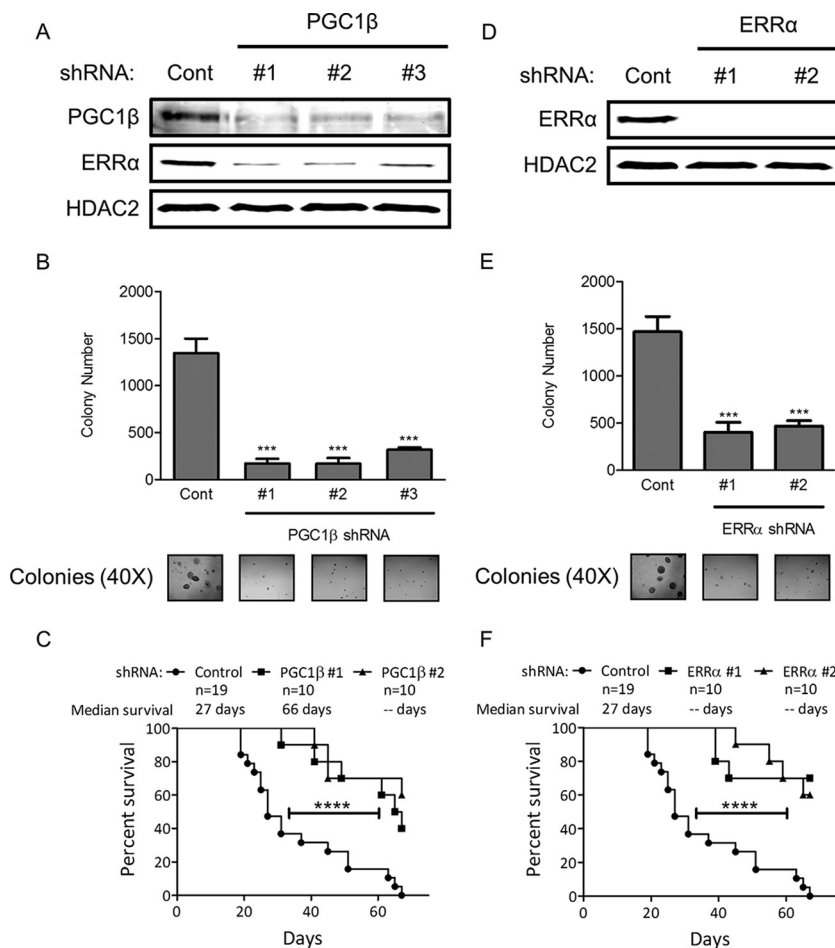 A
PGC1β
shRNA: Cont #1 #2 #3
PGC1β
ERRα
HDAC2
B
2000
1500
1000
500
0
Colony Number
*** *** ***
Cont #1 #2 #3
PGC1β shRNA
Colonies (40X)
C
shRNA: Control PGC1β #1 PGC1β #2
n=19 n=10 n=10
Median survival 27 days 66 days -- days
100
80
60
40
20
0
Percent survival
****
0 20 40 60
Days
D
ERRα
shRNA: Cont #1 #2
ERRα
HDAC2
E
2000
1500
1000
500
0
Colony Number
*** ***
Cont #1 #2
ERRα shRNA
Colonies (40X)
F
shRNA: Control ERRα #1 ERRα #2
n=19 n=10 n=10
Median survival 27 days -- days -- days
100
80
60
40
20
0
Percent survival
****
0 20 40 60
Days